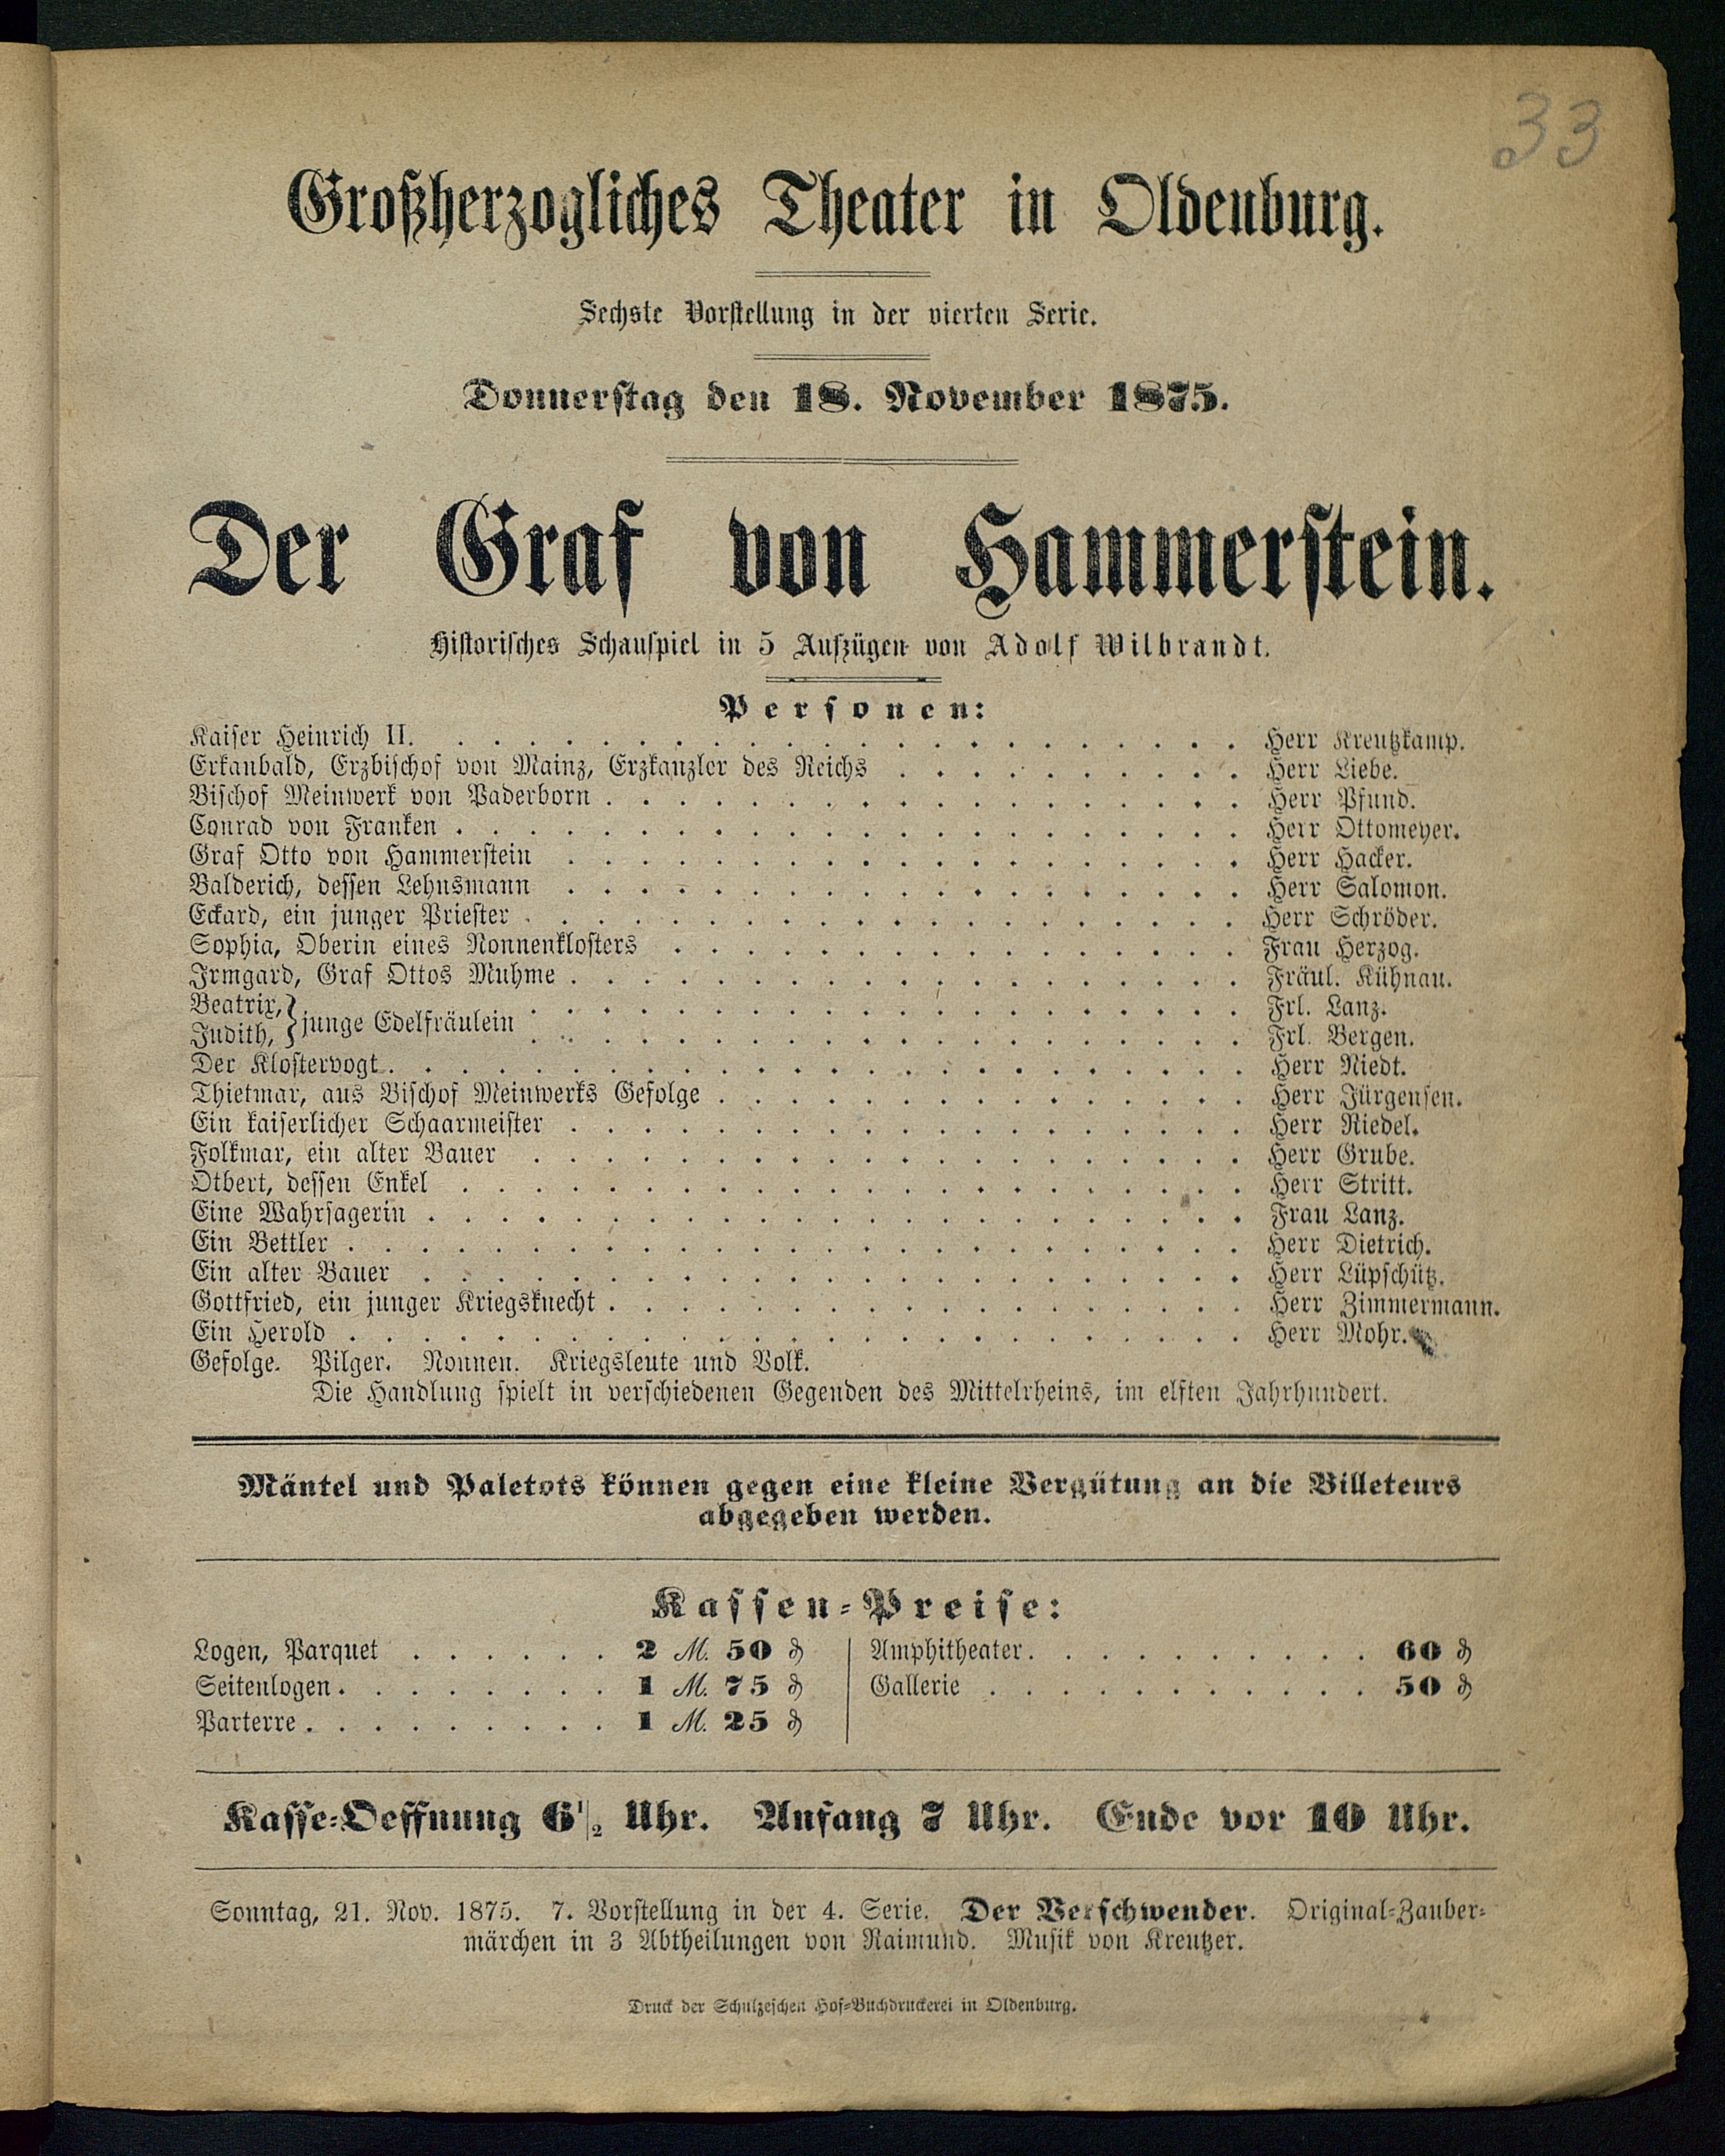 33
Großherzogliches Theater in Oldenburg.
Sechste Vorstellung in der vierten Serie.
Donnerstag den 18. November 1875.
Der Graf von Hammerstein.
Historisches Schauspiel in 5 Aufzügen von Adolf Wilbrandt.
Personen:
Kaiser Heinrich II. . . . . . . . . . . . . . . . . . . . . . . Herr Kreutzkamp.
Erkanbald, Erzbischof von Mainz, Erzkanzler des Reichs . . . . . . . . . . Herr Liebe.
Bischof Meinwerk von Paderborn . . . . . . . . . . . . . . . . . . Herr Pfund.
Conrad von Franken . . . . . . . . . . . . . . . . . . . . . . Herr Ottomeyer.
Graf Otto von Hammerstein . . . . . . . . . . . . . . . . . . . Herr Hacker.
Balderich, dessen Lehnsmann . . . . . . . . . . . . . . . . . . . Herr Salomon.
Eckard, ein junger Priester . . . . . . . . . . . . . . . . . . . . Herr Schröder.
Sophia, Oberin eines Nonnenklosters . . . . . . . . . . . . . . . . Frau Herzog.
Irmgard, Graf Ottos Muhme . . . . . . . . . . . . . . . . . . . Fräul. Kühnau.
Beatrix, } junge Edelfräulein . . . . . . . . . . . . . . . . . . . . Frl. Lanz.
Judith, } . . . . . . . . . . . . . . . . . . . . Frl. Bergen.
Der Klostervogt . . . . . . . . . . . . . . . . . . . . . . . . Herr Riedt.
Thietmar, aus Bischof Meinwerks Gefolge . . . . . . . . . . . . . . . Herr Jürgensen.
Ein kaiserlicher Schaarmeister . . . . . . . . . . . . . . . . . . . Herr Riedel.
Folkmar, ein alter Bauer . . . . . . . . . . . . . . . . . . . . Herr Grube.
Otbert, dessen Enkel . . . . . . . . . . . . . . . . . . . . . . Herr Stritt.
Eine Wahrsagerin . . . . . . . . . . . . . . . . . . . . . . . Frau Lanz.
Ein Bettler . . . . . . . . . . . . . . . . . . . . . . . . . Herr Dietrich.
Ein alter Bauer . . . . . . . . . . . . . . . . . . . . . . . Herr Lüpschütz.
Gottfried, ein junger Kriegsknecht . . . . . . . . . . . . . . . . . . Herr Zimmermann.
Ein Herold . . . . . . . . . . . . . . . . . . . . . . . . . Herr Mohr.
Gefolge. Pilger. Nonnen. Kriegsleute und Volk.
Die Handlung spielt in verschiedenen Gegenden des Mittelrheins, im elften Jahrhundert.
Mäntel und Paletots können gegen eine kleine Vergütung an die Billeteurs
abgegeben werden.
Kassen-Preise:
Logen, Parquet . . . . . . 2 M. 50 ₰
Seitenlogen . . . . . . . . 1 M. 75 ₰
Parterre . . . . . . . . . 1 M. 25 ₰
Amphitheater . . . . . . . . . . 60 ₰
Gallerie . . . . . . . . . . . 50 ₰
Kasse-Oeffnung 6 1/2 Uhr. Anfang 7 Uhr. Ende vor 10 Uhr.
Sonntag, 21. Nov. 1875. 7. Vorstellung in der 4. Serie. Der Verschwender. Original-Zauber-
märchen in 3 Abtheilungen von Raimund. Musik von Kreutzer.
Druck der Schulzeschen Hof-Buchdruckerei in Oldenburg.